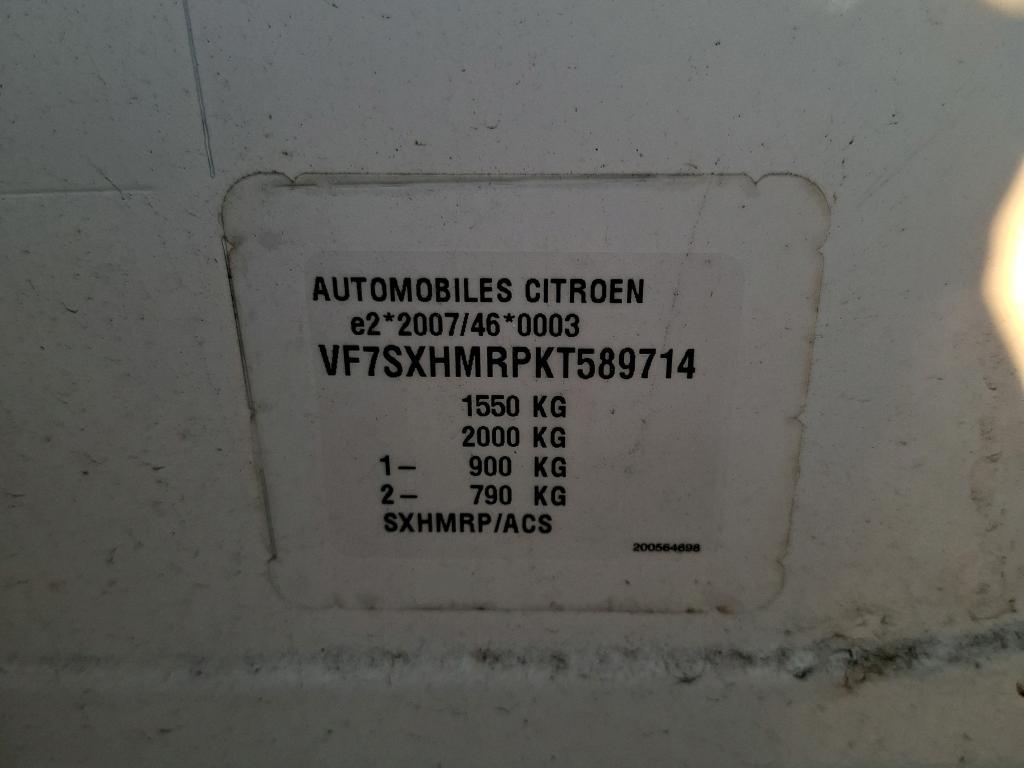 AUTOMOBILES CITROEN
e2*2007/46*0003
VF7SXHMRPKT589714
1550 KG
2000 KG
1- 900 KG
2- 790 KG
SXHMRP/ACS
200564698